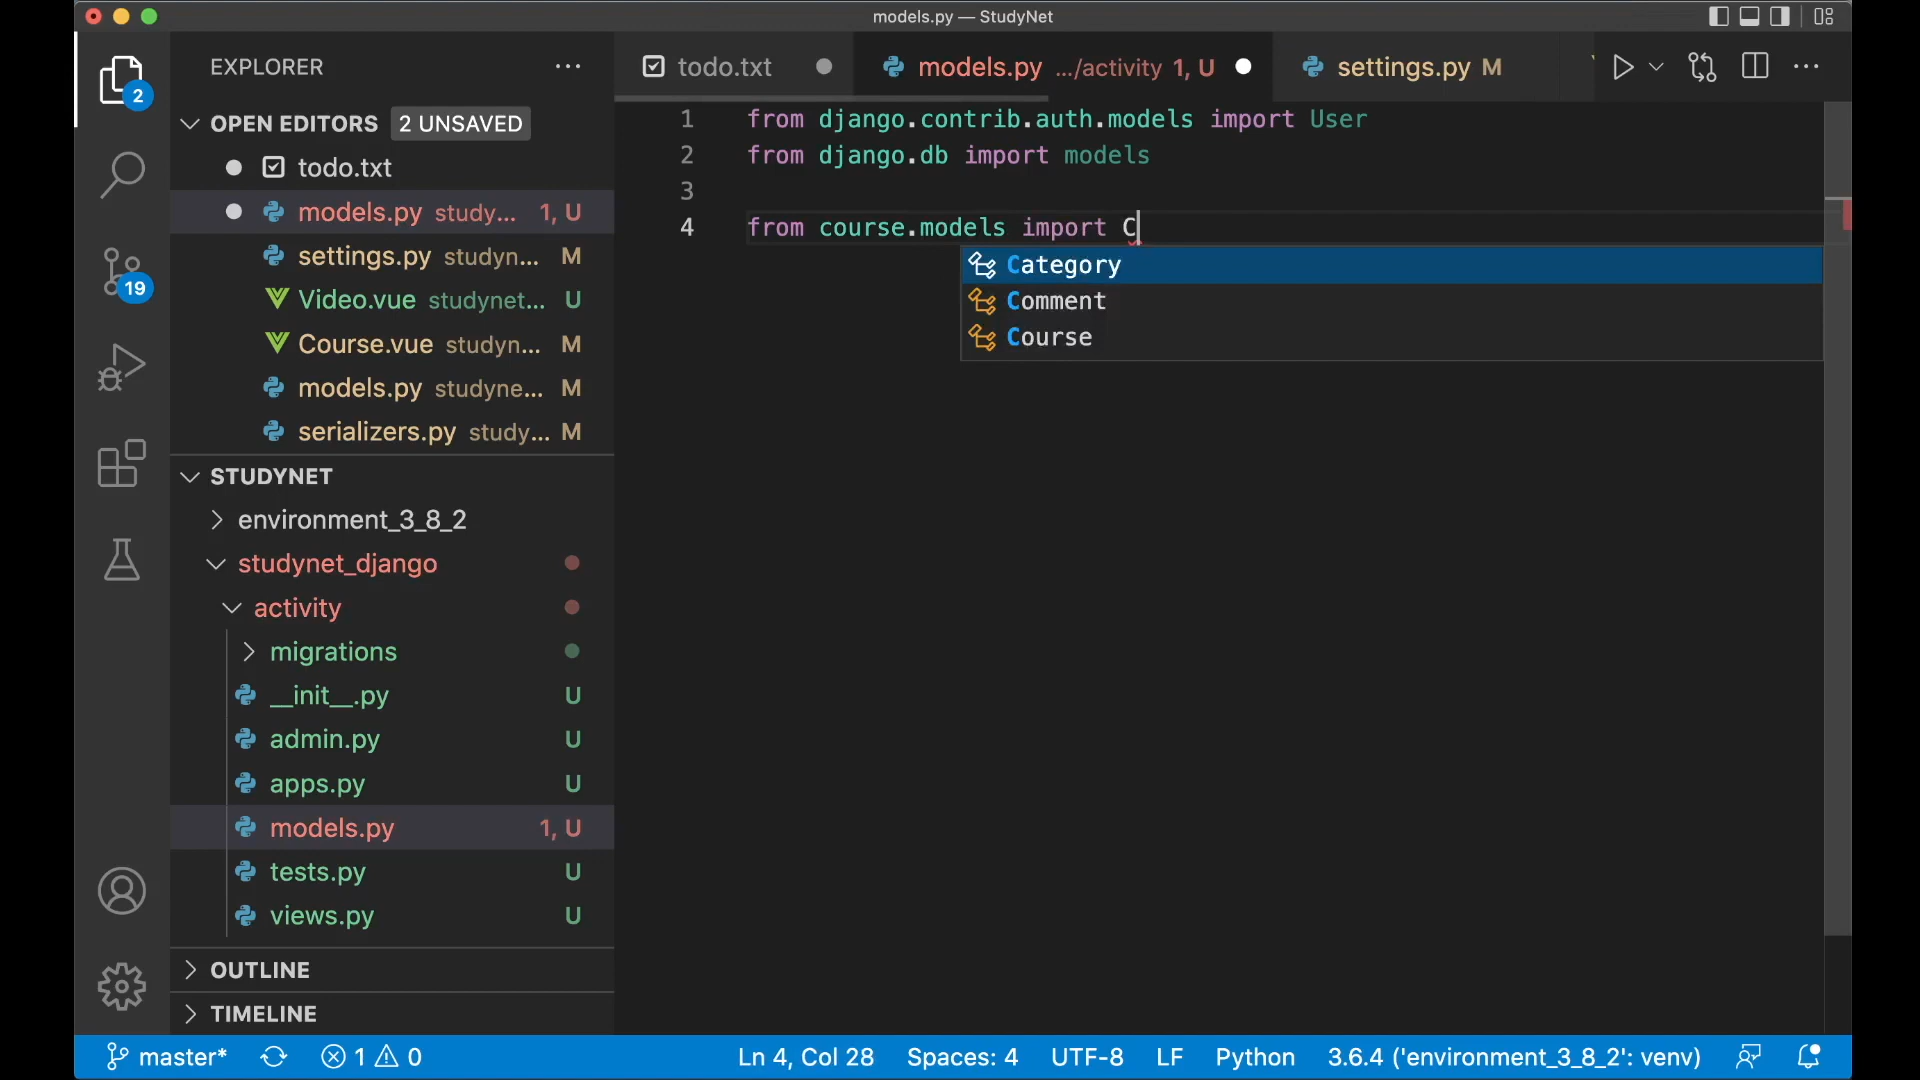 models.py — StudyNet
EXPLORER
todo.txt
models.py .../activity 1, U
settings.py M
2
OPEN EDITORS 2 UNSAVED
todo.txt
models.py study... 1, U
settings.py studyn... M
Video.vue studynet... U
Course.vue studyn... M
models.py studyne... M
serializers.py study... M
19
STUDYNET
environment_3_8_2
studynet_django
activity
migrations
__init__.py U
admin.py U
apps.py U
models.py 1, U
tests.py U
views.py U
OUTLINE
TIMELINE
1 from django.contrib.auth.models import User
2 from django.db import models
3
4 from course.models import C
Category
Comment
Course
master* 1 0 Ln 4, Col 28 Spaces: 4 UTF-8 LF Python 3.6.4 ('environment_3_8_2': venv)